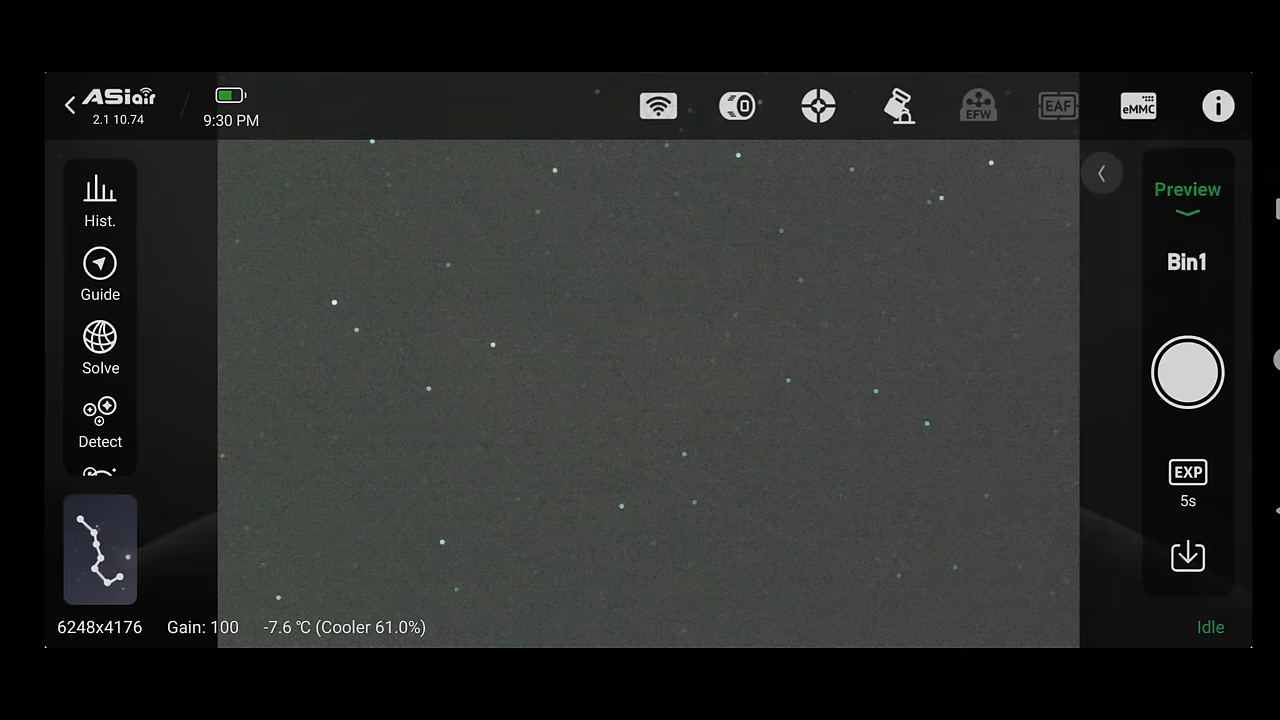 ASIair
2.1 10.74
9:30 PM
EFW
EAF
eMMC
Hist.
Guide
Solve
Detect
Preview
Bin1
EXP
5s
6248x4176 Gain: 100 -7.6 ℃ (Cooler 61.0%)
Idle